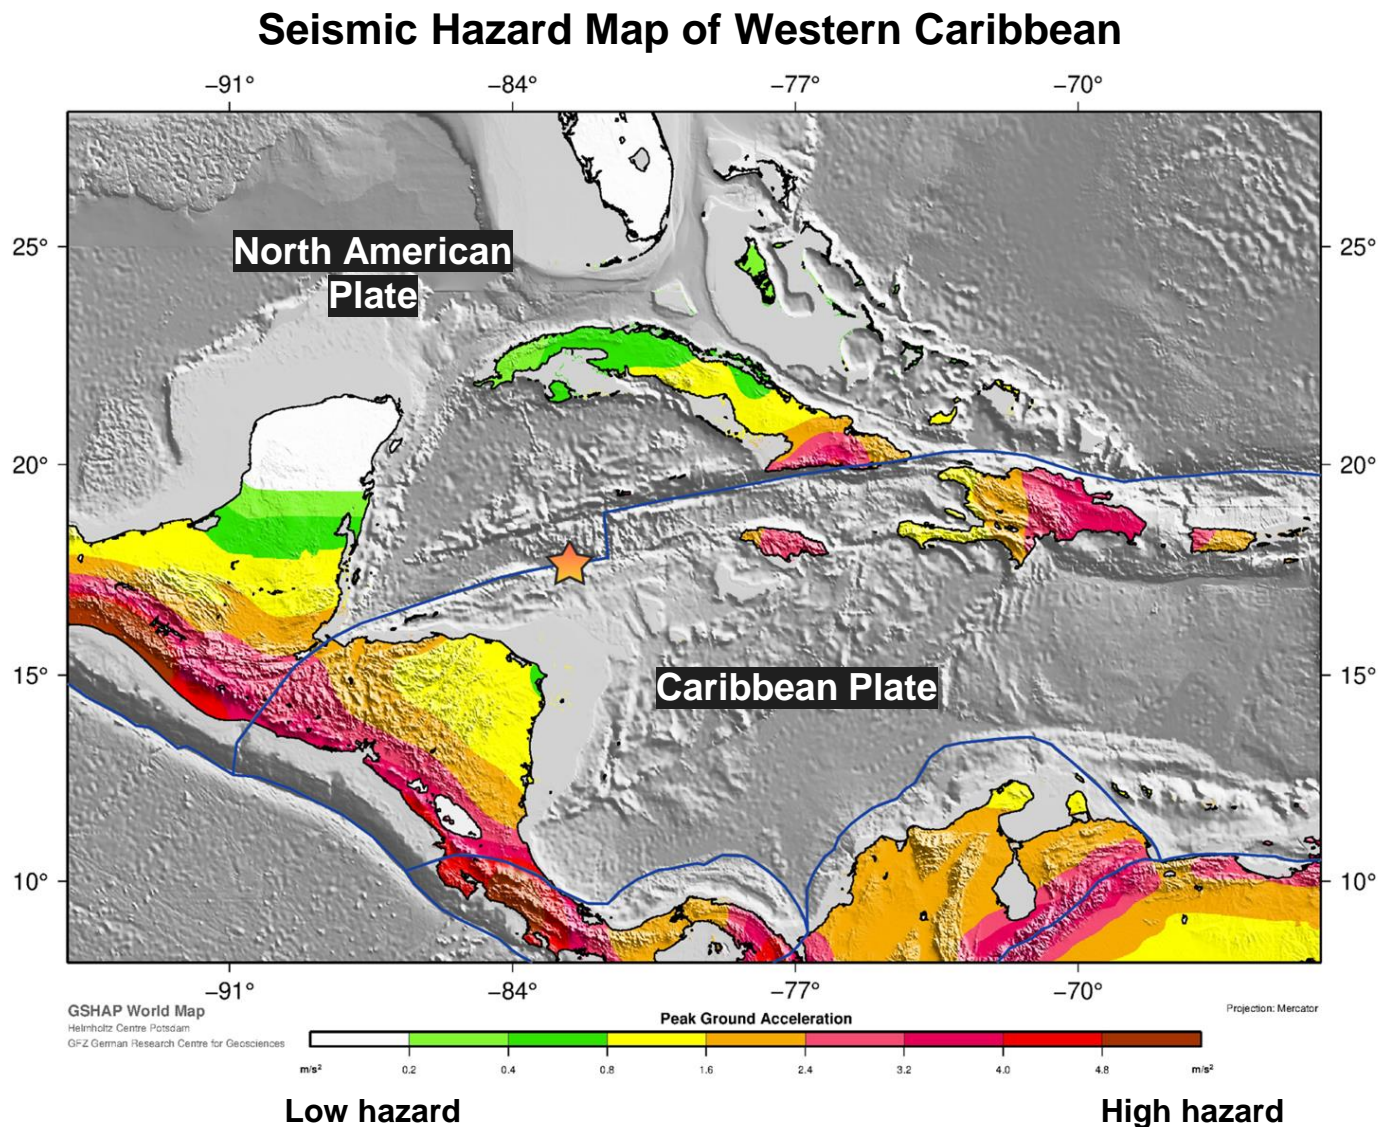 Seismic Hazard Map of Western Caribbean
−91° −84° −77° −70°
25° 25°
North American
Plate
20° 20°
15° 15°
Caribbean Plate
10° 10°
−91° −84° −77° −70°
GSHAP World Map
Helmholtz Centre Potsdam
GFZ German Research Centre for Geosciences
Projection: Mercator
Peak Ground Acceleration
m/s² 0.2 0.4 0.8 1.6 2.4 3.2 4.0 4.8 m/s²
Low hazard High hazard